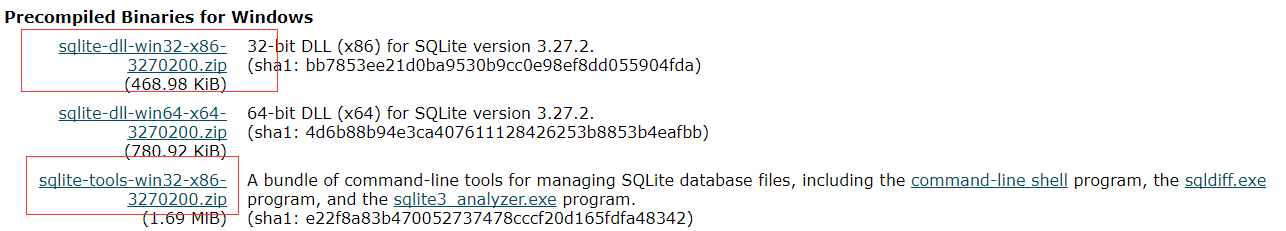 Precompiled Binaries for Windows
sqlite-dll-win32-x86- 32-bit DLL (x86) for SQLite version 3.27.2.
3270200.zip (sha1: bb7853ee21d0ba9530b9cc0e98ef8dd055904fda)
(468.98 KiB)
sqlite-dll-win64-x64- 64-bit DLL (x64) for SQLite version 3.27.2.
3270200.zip (sha1: 4d6b88b94e3ca407611128426253b8853b4eafbb)
(780.92 KiB)
sqlite-tools-win32-x86- A bundle of command-line tools for managing SQLite database files, including the command-line shell program, the sqldiff.exe
3270200.zip program, and the sqlite3_analyzer.exe program.
(1.69 MiB) (sha1: e22f8a83b470052737478cccf20d165fdfa48342)